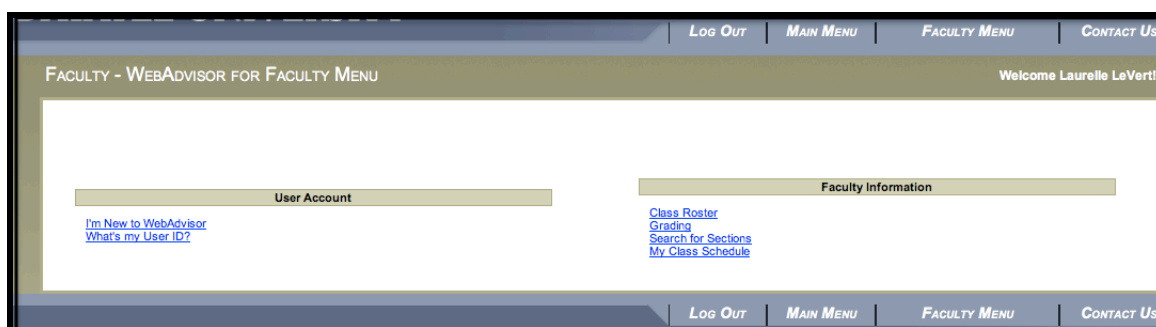 LOG OUT MAIN MENU FACULTY MENU CONTACT US
FACULTY - WEBADVISOR FOR FACULTY MENU
Welcome Laurelle LeVert!
User Account
I'm New to WebAdvisor
What's my User ID?
Faculty Information
Class Roster
Grading
Search for Sections
My Class Schedule
LOG OUT MAIN MENU FACULTY MENU CONTACT US